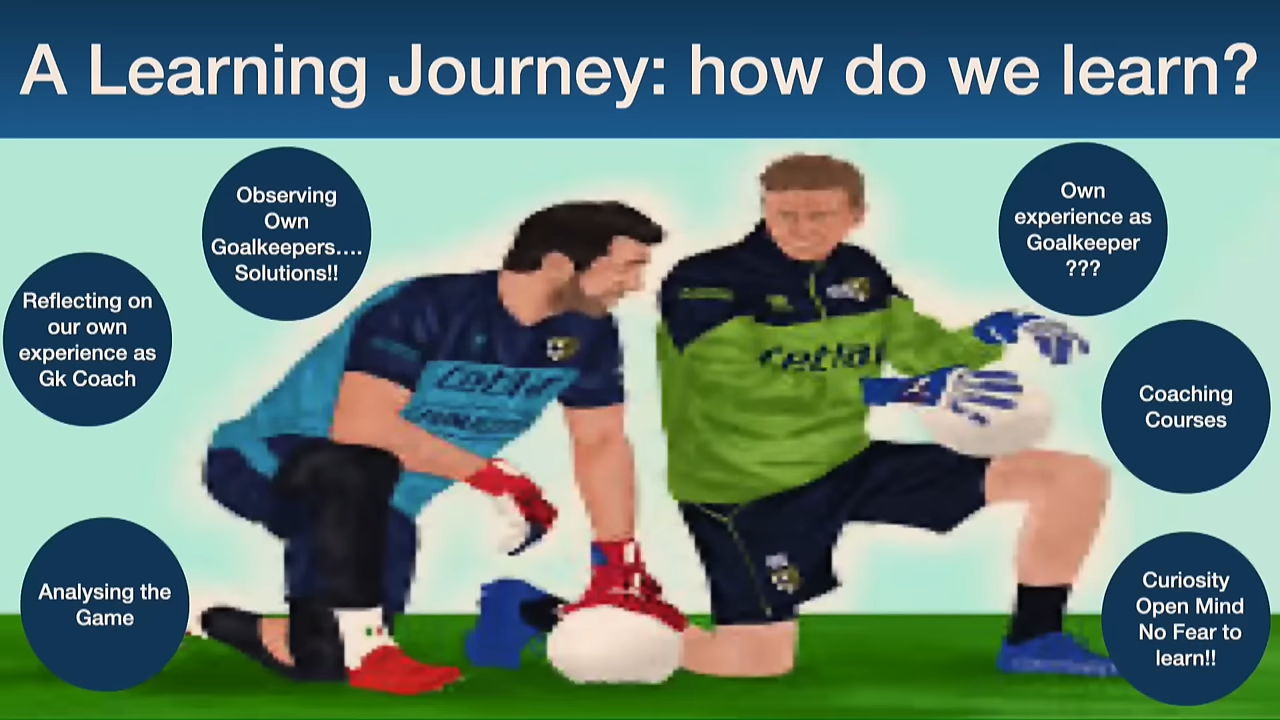 A Learning Journey: how do we learn?
Observing
Own
Goalkeepers....
Solutions!!
Own
experience as
Goalkeeper
???
Reflecting on
our own
experience as
Gk Coach
Coaching
Courses
Analysing the
Game
Curiosity
Open Mind
No Fear to
learn!!